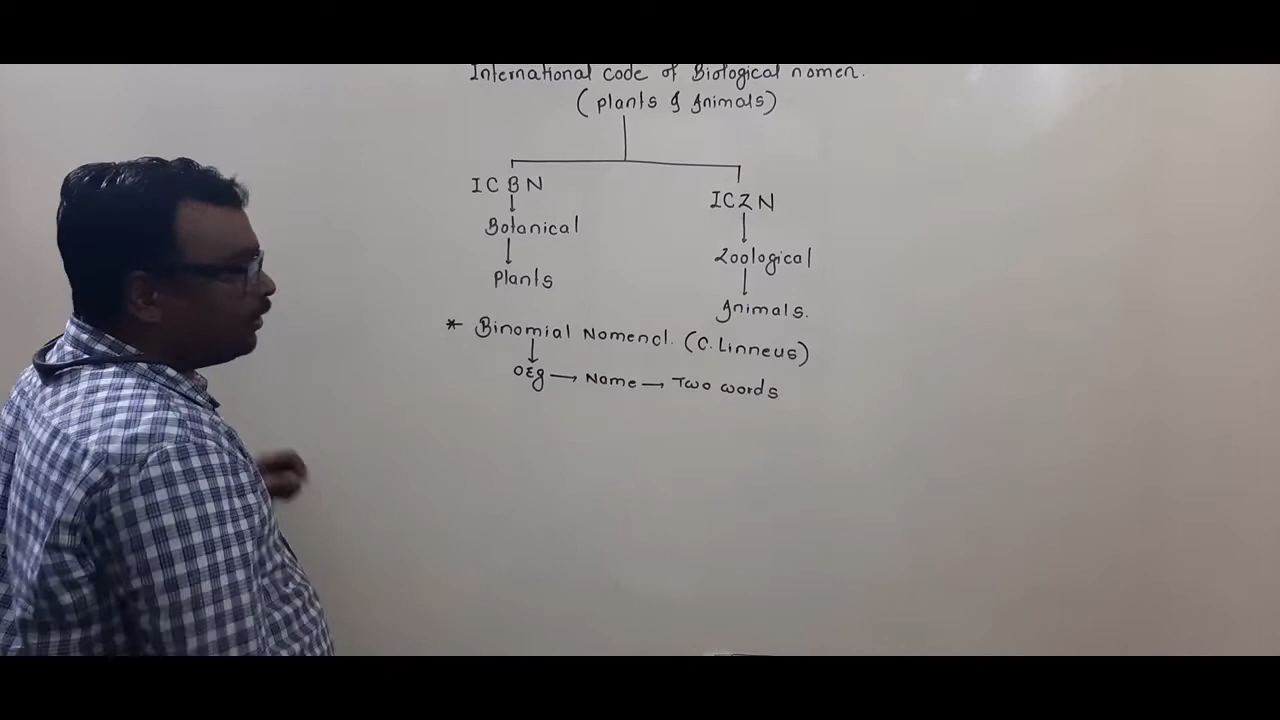 International code of Biological nomen.
(plants & Animals)
ICBN
ICZN
Botanical
Zoological
Plants
Animals.
* Binomial Nomencl. (C. Linneus)
OEg → Name → Two words